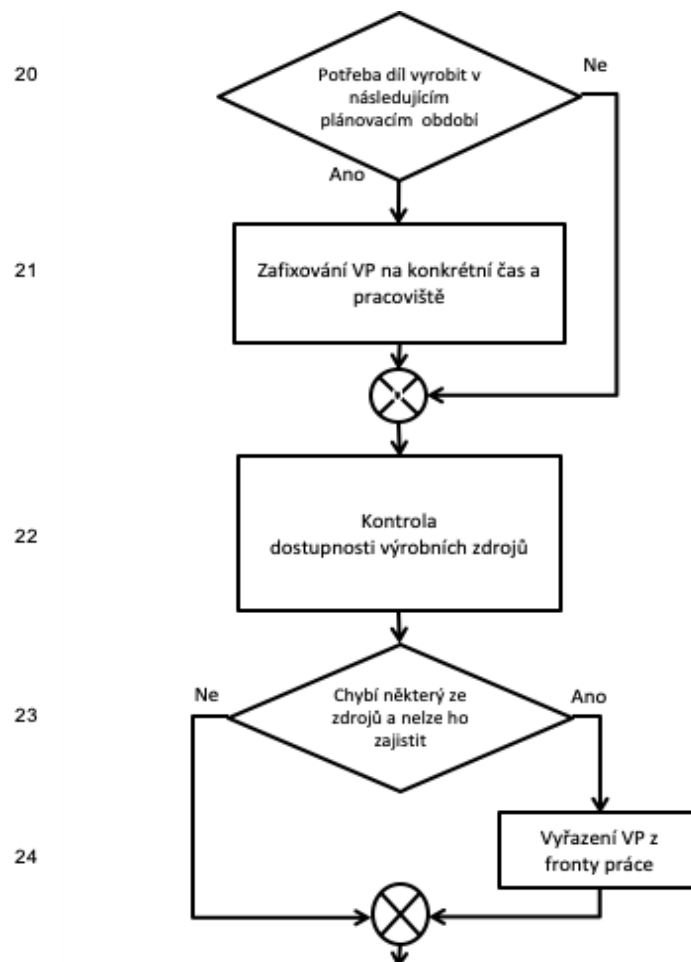 20
Potřeba díl vyrobit v
následujícím
plánovacím období
Ne
Ano
21
Zafixování VP na konkrétní čas a
pracoviště
22
Kontrola
dostupnosti výrobních zdrojů
23
Ne
Chybí některý ze
zdrojů a nelze ho
zajistit
Ano
24
Vyřazení VP z
fronty práce